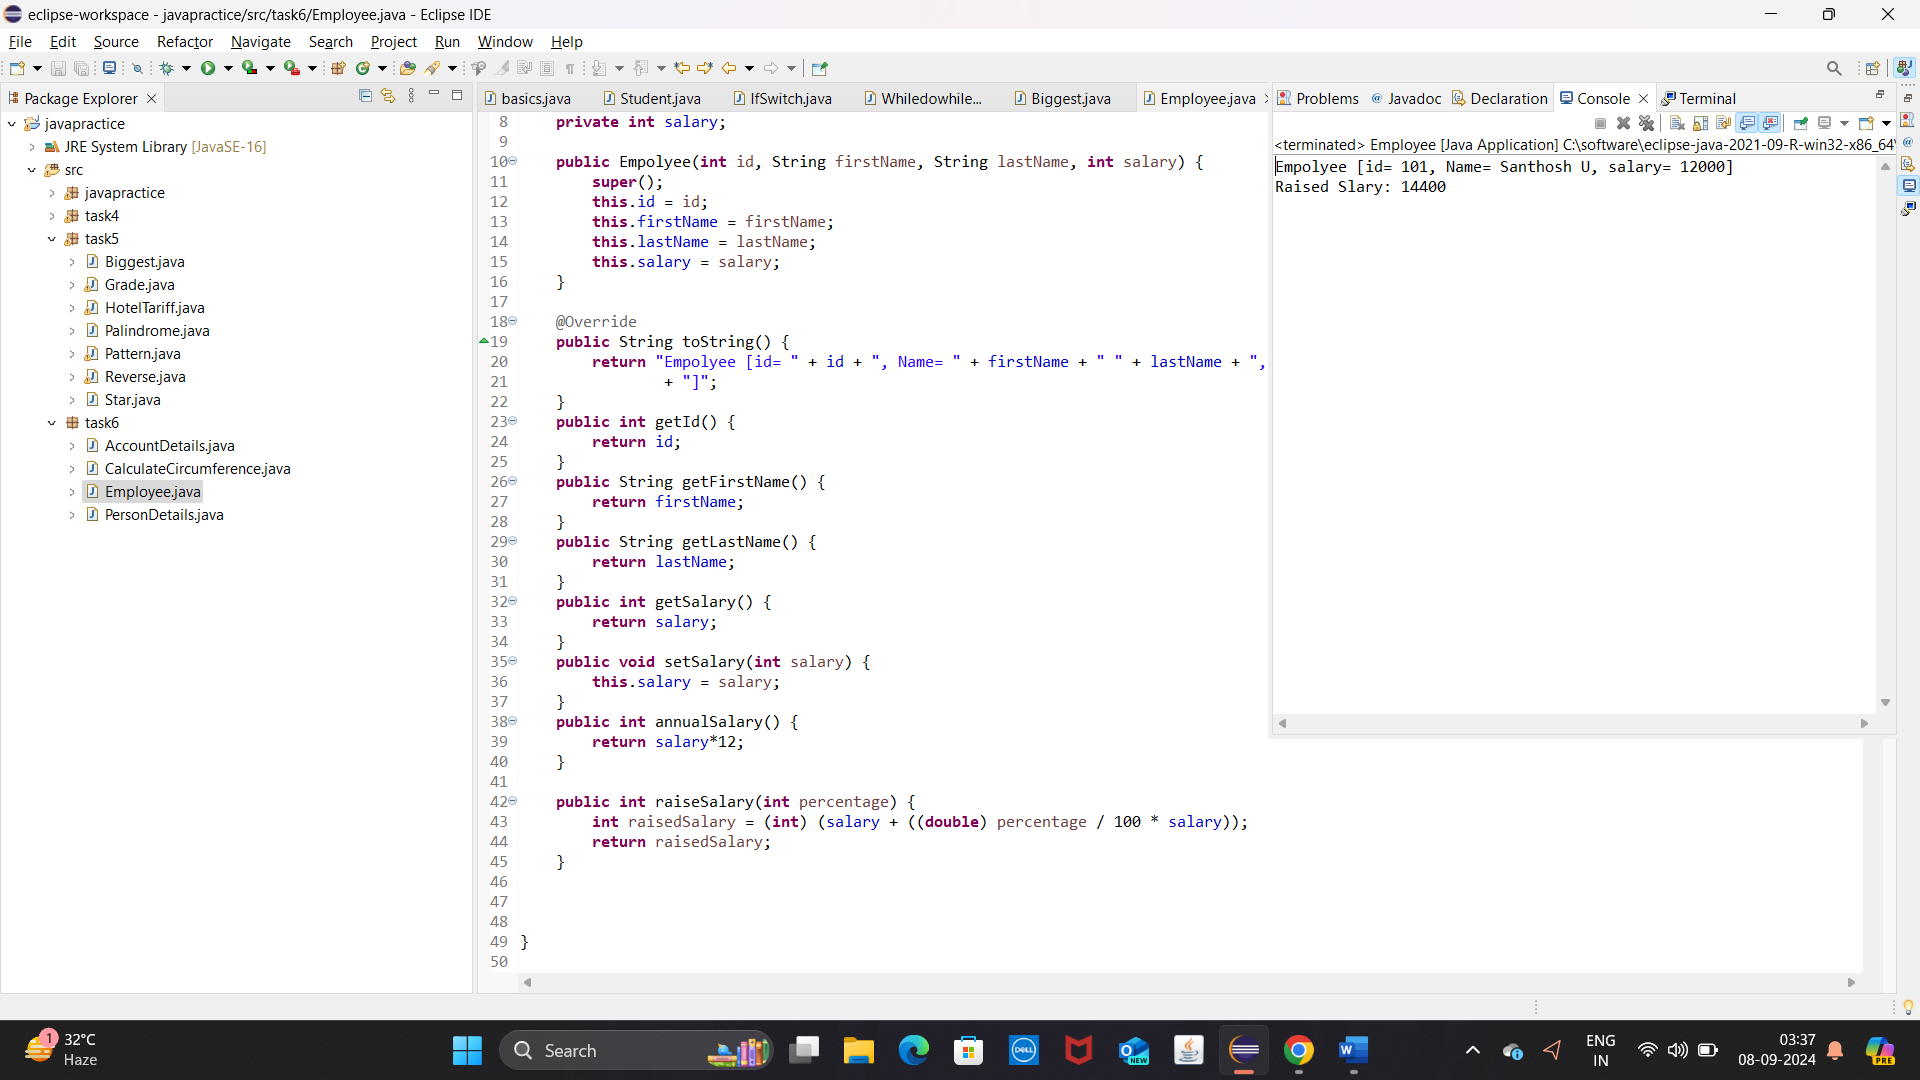 eclipse-workspace - javapractice/src/task6/Employee.java - Eclipse IDE
File Edit Source Refactor Navigate Search Project Run Window Help
Package Explorer
javapractice
JRE System Library [JavaSE-16]
src
javapractice
task4
task5
Biggest.java
Grade.java
HotelTariff.java
Palindrome.java
Pattern.java
Reverse.java
Star.java
task6
AccountDetails.java
CalculateCircumference.java
Employee.java
PersonDetails.java
basics.java Student.java IfSwitch.java Whiledowhile... Biggest.java Employee.java
8 private int salary;
9
10 public Empolyee(int id, String firstName, String lastName, int salary) {
11 super();
12 this.id = id;
13 this.firstName = firstName;
14 this.lastName = lastName;
15 this.salary = salary;
16 }
17
18 @Override
19 public String toString() {
20 return "Empolyee [id= " + id + ", Name= " + firstName + " " + lastName + ",
21 + "]";
22 }
23 public int getId() {
24 return id;
25 }
26 public String getFirstName() {
27 return firstName;
28 }
29 public String getLastName() {
30 return lastName;
31 }
32 public int getSalary() {
33 return salary;
34 }
35 public void setSalary(int salary) {
36 this.salary = salary;
37 }
38 public int annualSalary() {
39 return salary*12;
40 }
41
42 public int raiseSalary(int percentage) {
43 int raisedSalary = (int) (salary + ((double) percentage / 100 * salary));
44 return raisedSalary;
45 }
46
47
48
49 }
50
Problems Javadoc Declaration Console Terminal
<terminated> Employee [Java Application] C:\software\eclipse-java-2021-09-R-win32-x86_64\
Empolyee [id= 101, Name= Santhosh U, salary= 12000]
Raised Slary: 14400
1
32°C
Haze
Search
DELL
NEW
W
ENG
IN
03:37
08-09-2024
PRE